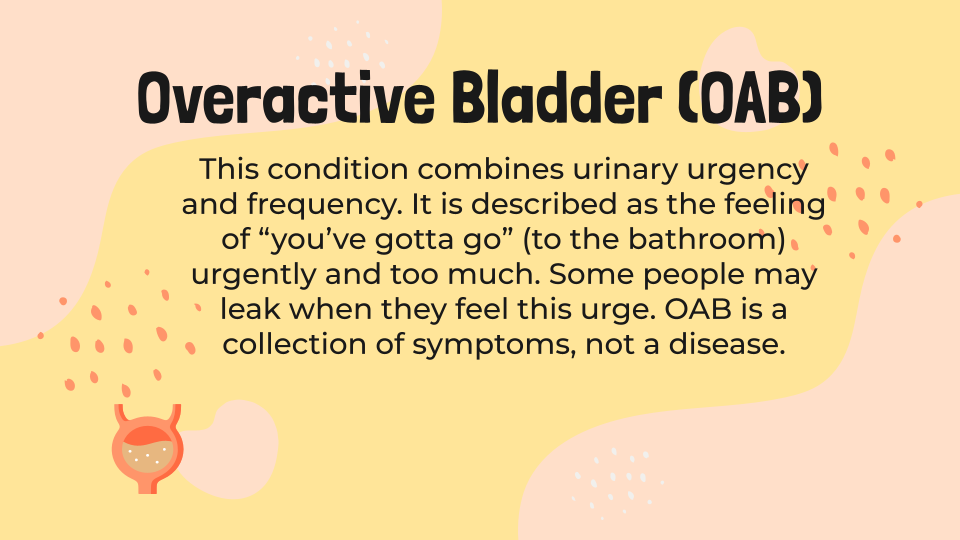 Overactive Bladder (OAB)
This condition combines urinary urgency
and frequency. It is described as the feeling
of “you’ve gotta go” (to the bathroom)
urgently and too much. Some people may
leak when they feel this urge. OAB is a
collection of symptoms, not a disease.